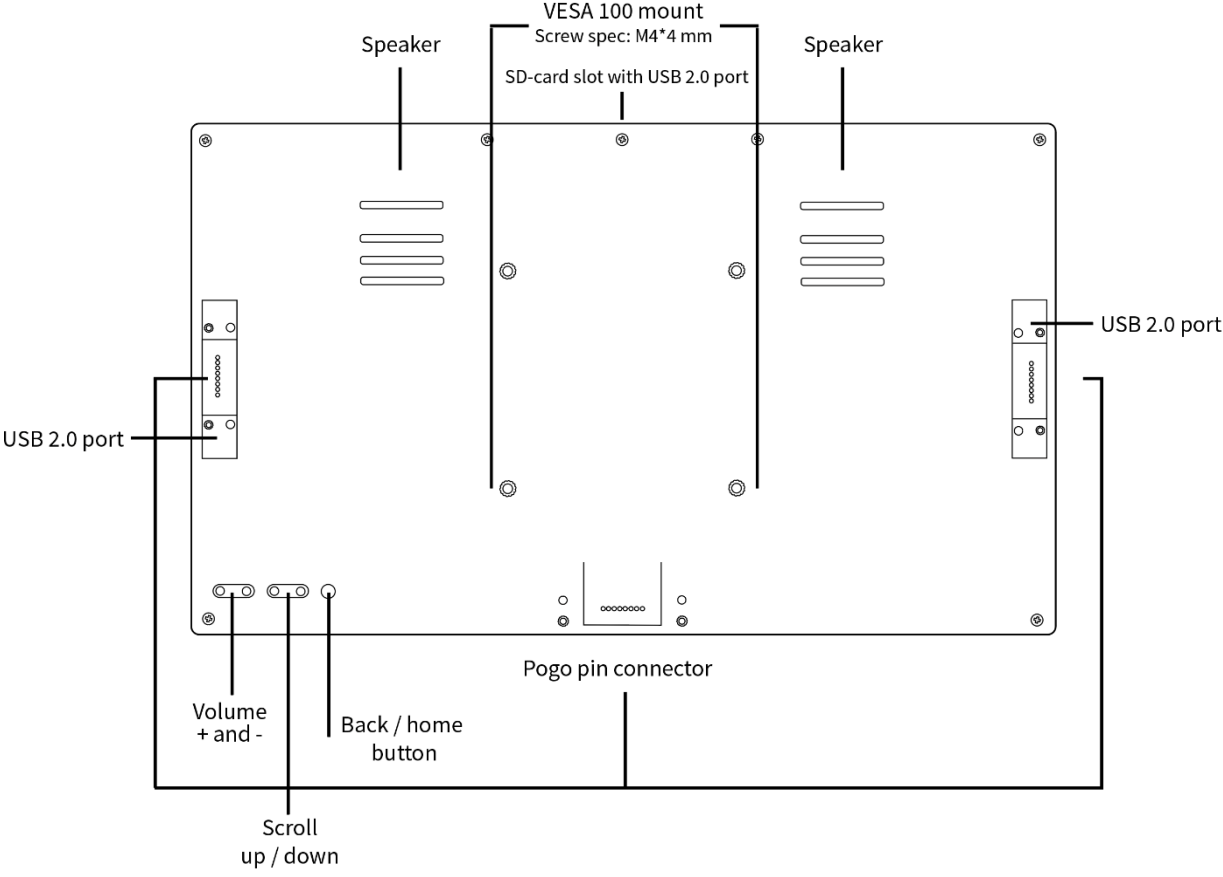 VESA 100 mount
Screw spec: M4*4 mm
Speaker
Speaker
SD-card slot with USB 2.0 port
USB 2.0 port
USB 2.0 port
Pogo pin connector
Volume
+ and -
Back / home
button
Scroll
up / down